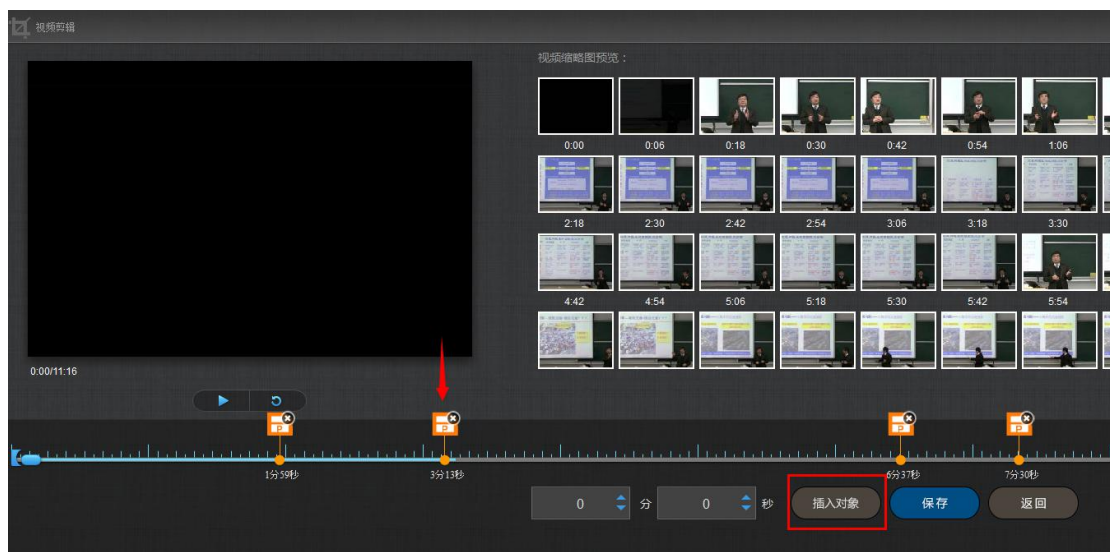 视频剪辑
视频缩略图预览：
0:00 0:06 0:18 0:30 0:42 0:54 1:06
2:18 2:30 2:42 2:54 3:06 3:18 3:30
4:42 4:54 5:06 5:18 5:30 5:42 5:54
0:00/11:16
P P P P
1分59秒 3分13秒 6分37秒 7分30秒
0 分 0 秒 插入对象 保存 返回